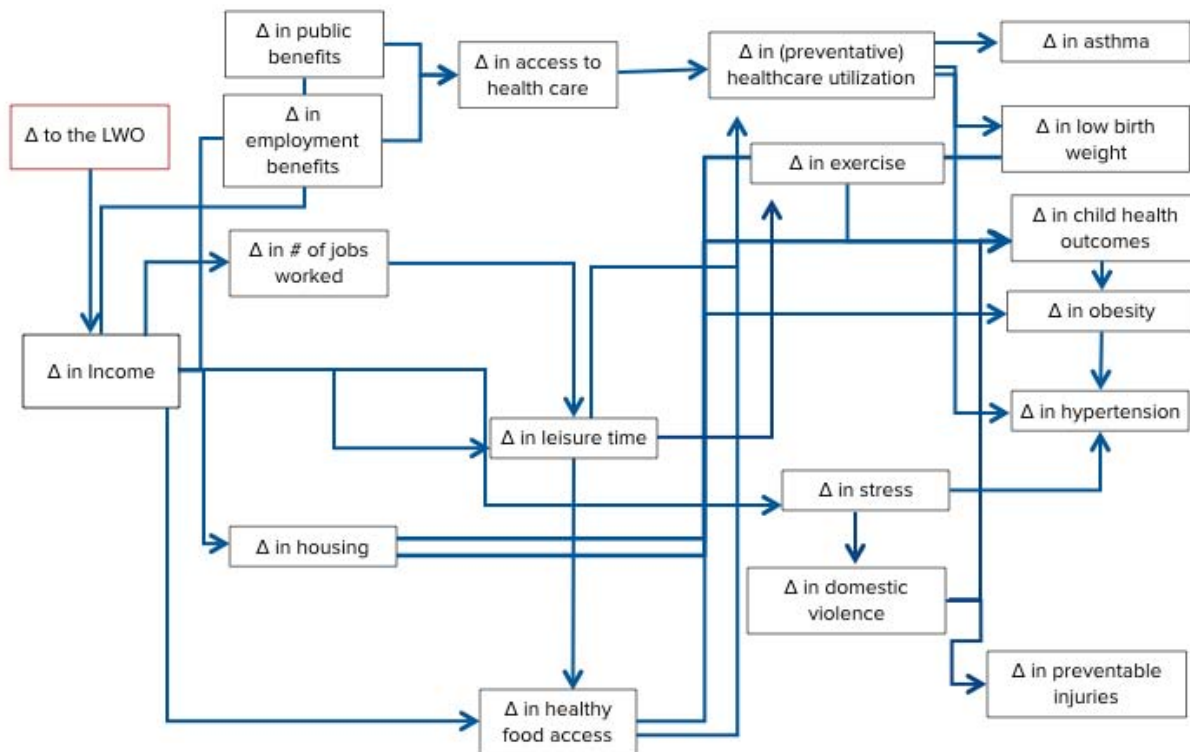 Δ in public
benefits
Δ in access to
health care
Δ in (preventative)
healthcare utilization
Δ in asthma
Δ to the LWO
Δ in
employment
benefits
Δ in low birth
weight
Δ in exercise
Δ in child health
outcomes
Δ in # of jobs
worked
Δ in obesity
Δ in Income
Δ in hypertension
Δ in leisure time
Δ in stress
Δ in housing
Δ in domestic
violence
Δ in preventable
injuries
Δ in healthy
food access